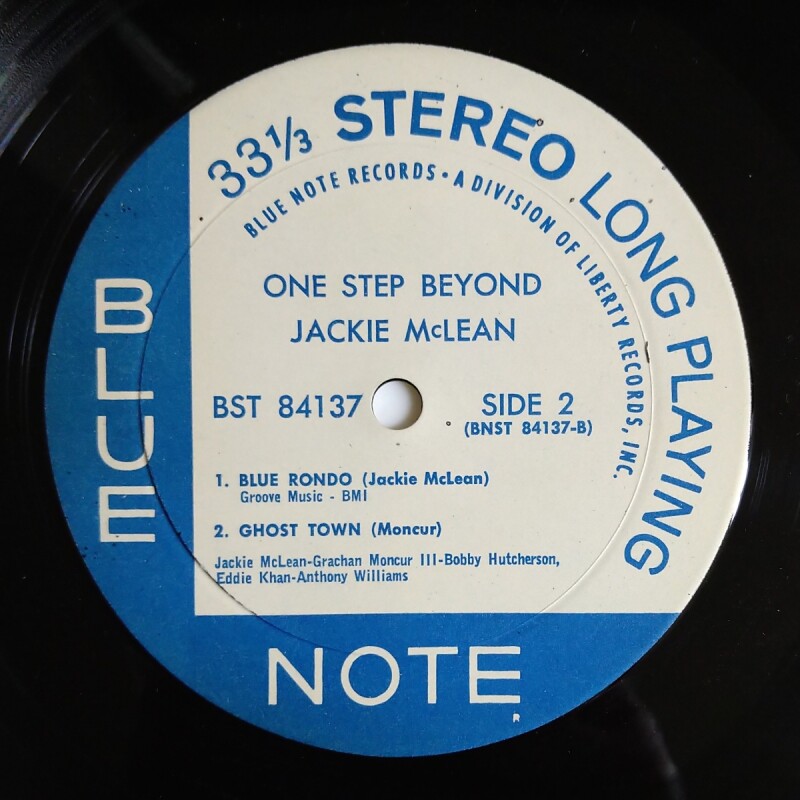 33⅓ STEREO LONG PLAYING
BLUE NOTE RECORDS • A DIVISION OF LIBERTY RECORDS, INC.
ONE STEP BEYOND
JACKIE McLEAN
BST 84137
SIDE 2
(BNST 84137-B)
1. BLUE RONDO (Jackie McLean)
Groove Music - BMI
2. GHOST TOWN (Moncur)
Jackie McLean-Grachan Moncur III-Bobby Hutcherson,
Eddie Khan-Anthony Williams
BLUE
NOTE
R